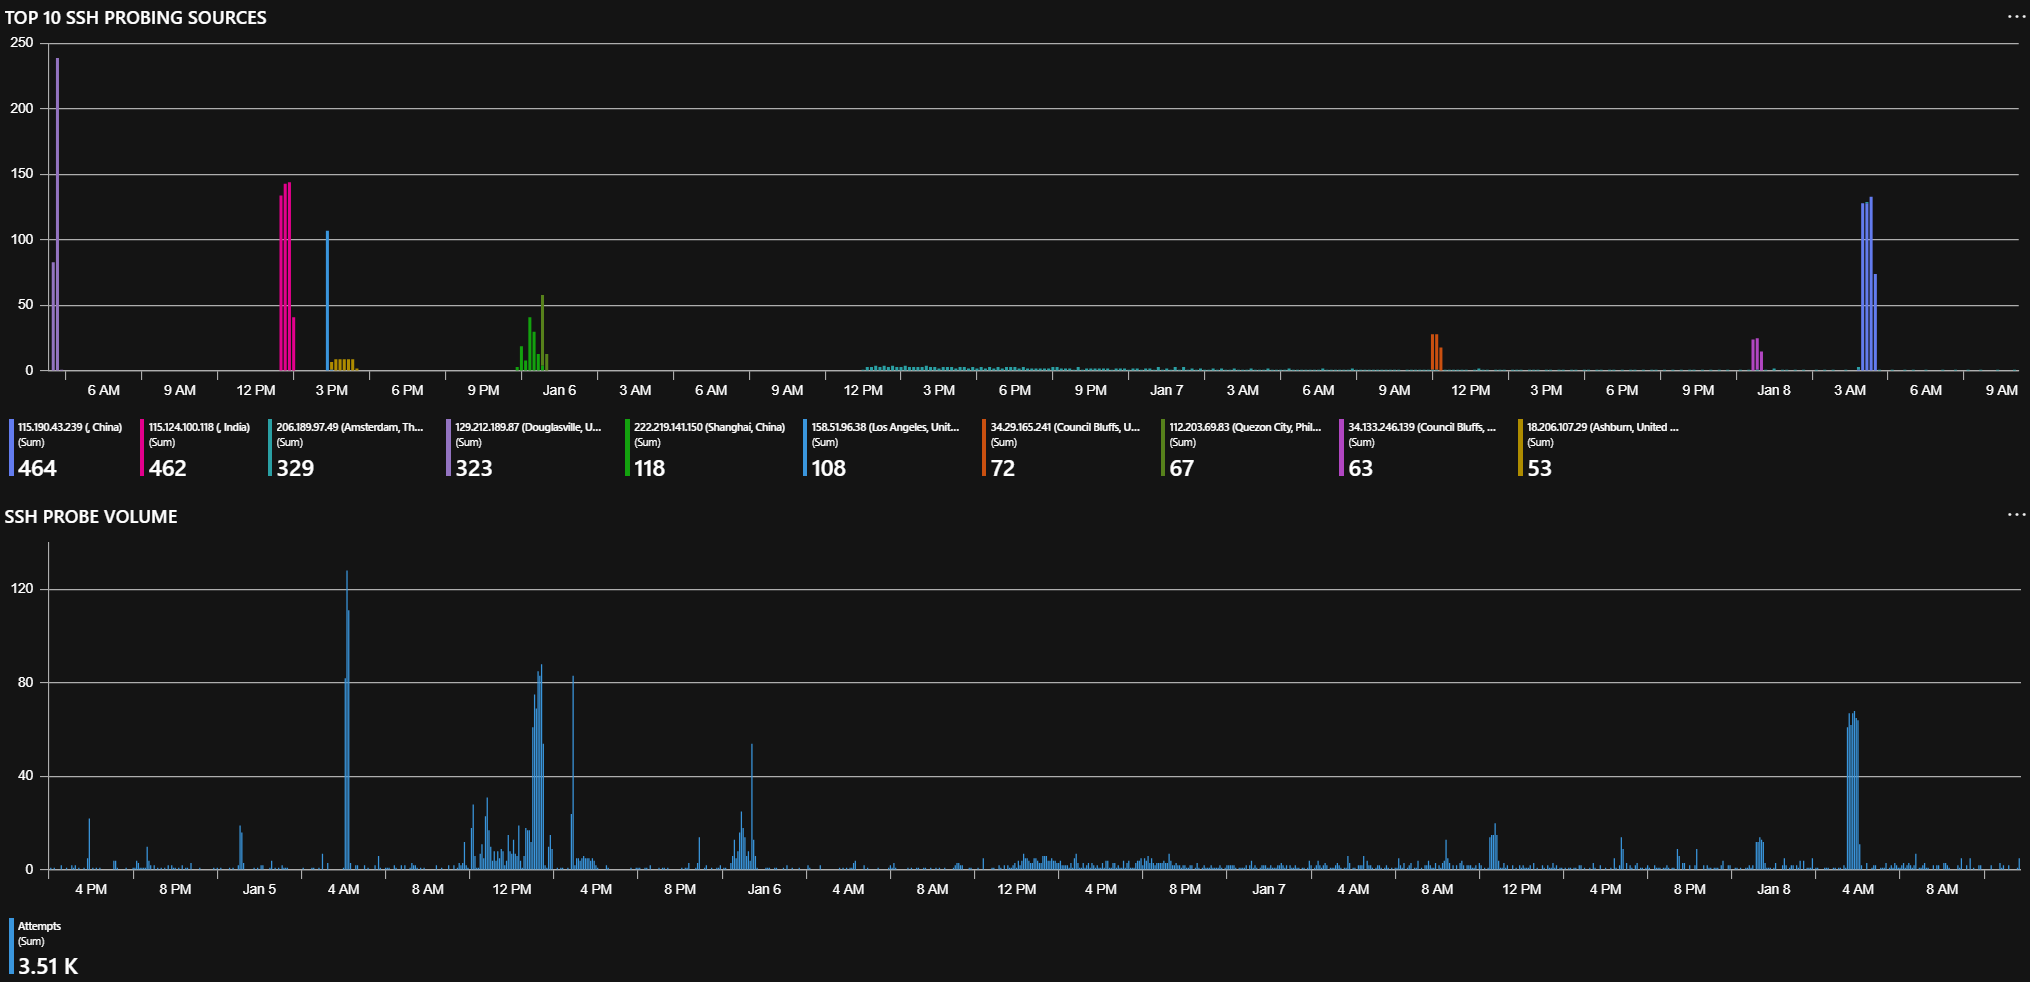 TOP 10 SSH PROBING SOURCES
...
250
200
150
100
50
0
6 AM 9 AM 12 PM 3 PM 6 PM 9 PM Jan 6 3 AM 6 AM 9 AM 12 PM 3 PM 6 PM 9 PM Jan 7 3 AM 6 AM 9 AM 12 PM 3 PM 6 PM 9 PM Jan 8 3 AM 6 AM 9 AM
115.190.43.239 (, China) 115.124.100.118 (, India) 206.189.97.49 (Amsterdam, Th... 129.212.189.87 (Douglasville, U... 222.219.141.150 (Shanghai, China) 158.51.96.38 (Los Angeles, Unit... 34.29.165.241 (Council Bluffs, U... 112.203.69.83 (Quezon City, Phil... 34.133.246.139 (Council Bluffs, ... 18.206.107.29 (Ashburn, United ...
(Sum) (Sum) (Sum) (Sum) (Sum) (Sum) (Sum) (Sum) (Sum) (Sum)
464 462 329 323 118 108 72 67 63 53
SSH PROBE VOLUME
...
120
80
40
0
4 PM 8 PM Jan 5 4 AM 8 AM 12 PM 4 PM 8 PM Jan 6 4 AM 8 AM 12 PM 4 PM 8 PM Jan 7 4 AM 8 AM 12 PM 4 PM 8 PM Jan 8 4 AM 8 AM
Attempts
(Sum)
3.51 K